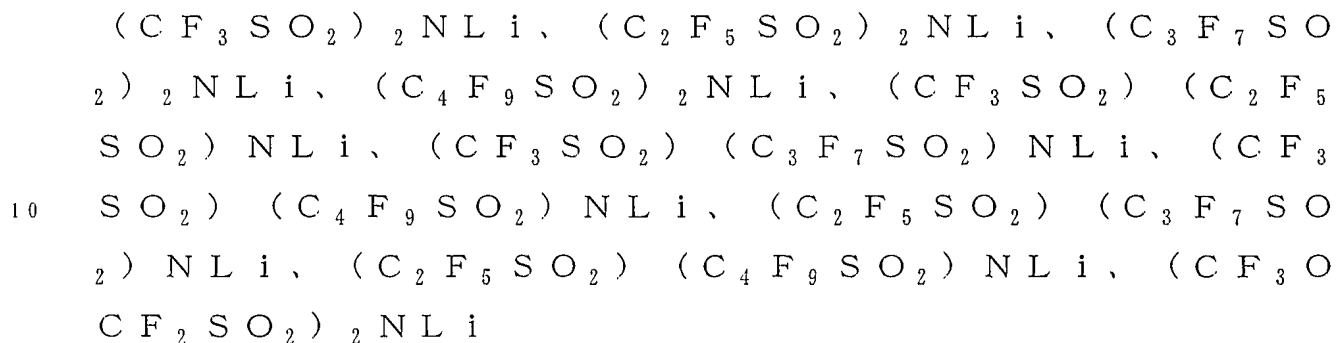 （ＣＦ₃ＳＯ₂）₂ＮＬｉ、（Ｃ₂Ｆ₅ＳＯ₂）₂ＮＬｉ、（Ｃ₃Ｆ₇ＳＯ
₂）₂ＮＬｉ、（Ｃ₄Ｆ₉ＳＯ₂）₂ＮＬｉ、（ＣＦ₃ＳＯ₂）（Ｃ₂Ｆ₅
ＳＯ₂）ＮＬｉ、（ＣＦ₃ＳＯ₂）（Ｃ₃Ｆ₇ＳＯ₂）ＮＬｉ、（ＣＦ₃
10 ＳＯ₂）（Ｃ₄Ｆ₉ＳＯ₂）ＮＬｉ、（Ｃ₂Ｆ₅ＳＯ₂）（Ｃ₃Ｆ₇ＳＯ
₂）ＮＬｉ、（Ｃ₂Ｆ₅ＳＯ₂）（Ｃ₄Ｆ₉ＳＯ₂）ＮＬｉ、（ＣＦ₃Ｏ
ＣＦ₂ＳＯ₂）₂ＮＬｉ